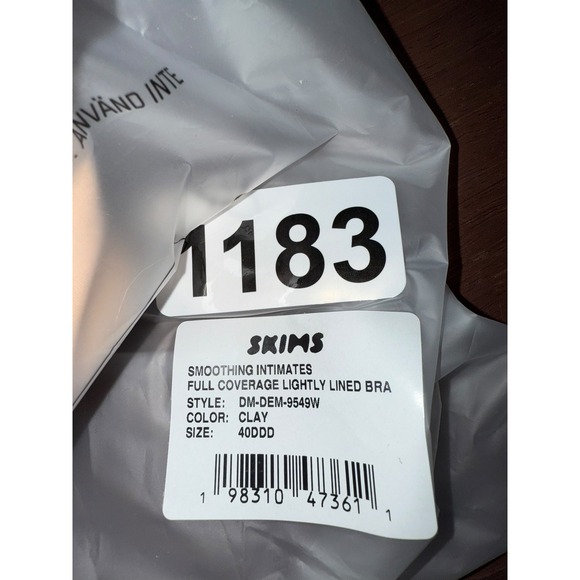 ANVÄND INTE
1183
SKIMS
SMOOTHING INTIMATES
FULL COVERAGE LIGHTLY LINED BRA
STYLE: DM-DEM-9549W
COLOR: CLAY
SIZE: 40DDD
1 98310 47361 1